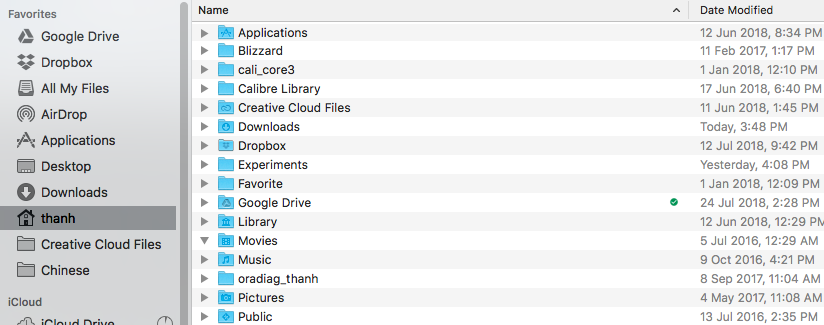 Favorites
Google Drive
Dropbox
All My Files
AirDrop
Applications
Desktop
Downloads
thanh
Creative Cloud Files
Chinese
iCloud
iCloud Drive
Name Date Modified
Applications 12 Jun 2018, 8:34 PM
Blizzard 11 Feb 2017, 1:17 PM
cali_core3 1 Jan 2018, 12:10 PM
Calibre Library 17 Jun 2018, 6:40 PM
Creative Cloud Files 11 Jun 2018, 1:45 PM
Downloads Today, 3:48 PM
Dropbox 12 Jul 2018, 9:42 PM
Experiments Yesterday, 4:08 PM
Favorite 1 Jan 2018, 12:09 PM
Google Drive 24 Jul 2018, 2:28 PM
Library 12 Jun 2018, 12:29 PM
Movies 5 Jul 2016, 12:29 AM
Music 9 Oct 2016, 4:21 PM
oradiag_thanh 8 Sep 2017, 11:04 AM
Pictures 4 May 2017, 11:08 AM
Public 13 Jul 2016, 2:35 PM